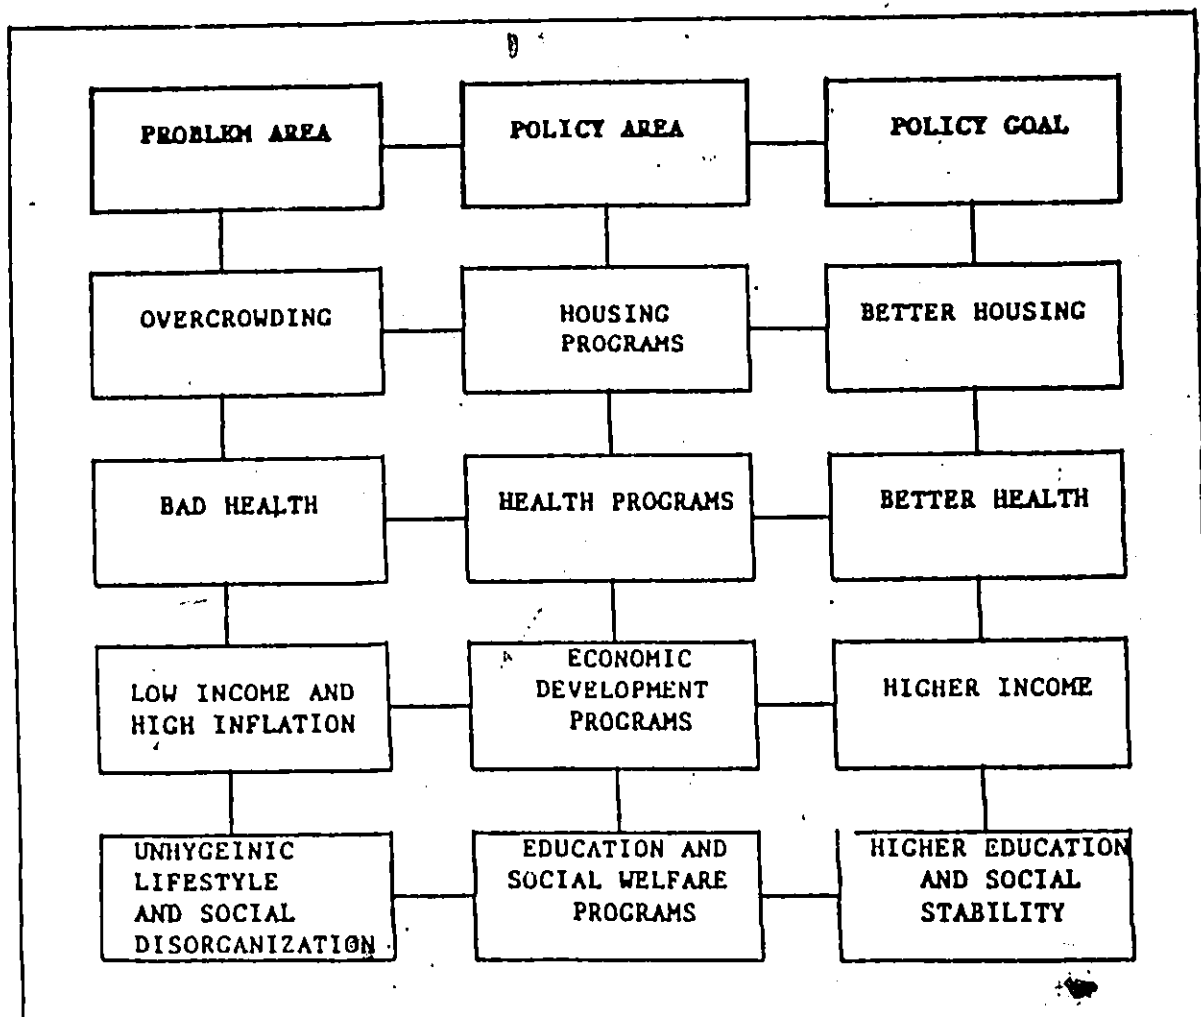 PROBLEM AREA
POLICY AREA
POLICY GOAL
OVERCROWDING
HOUSING
PROGRAMS
BETTER HOUSING
BAD HEALTH
HEALTH PROGRAMS
BETTER HEALTH
LOW INCOME AND
HIGH INFLATION
ECONOMIC
DEVELOPMENT
PROGRAMS
HIGHER INCOME
UNHYGEINIC
LIFESTYLE
AND SOCIAL
DISORGANIZATION
EDUCATION AND
SOCIAL WELFARE
PROGRAMS
HIGHER EDUCATION
AND SOCIAL
STABILITY